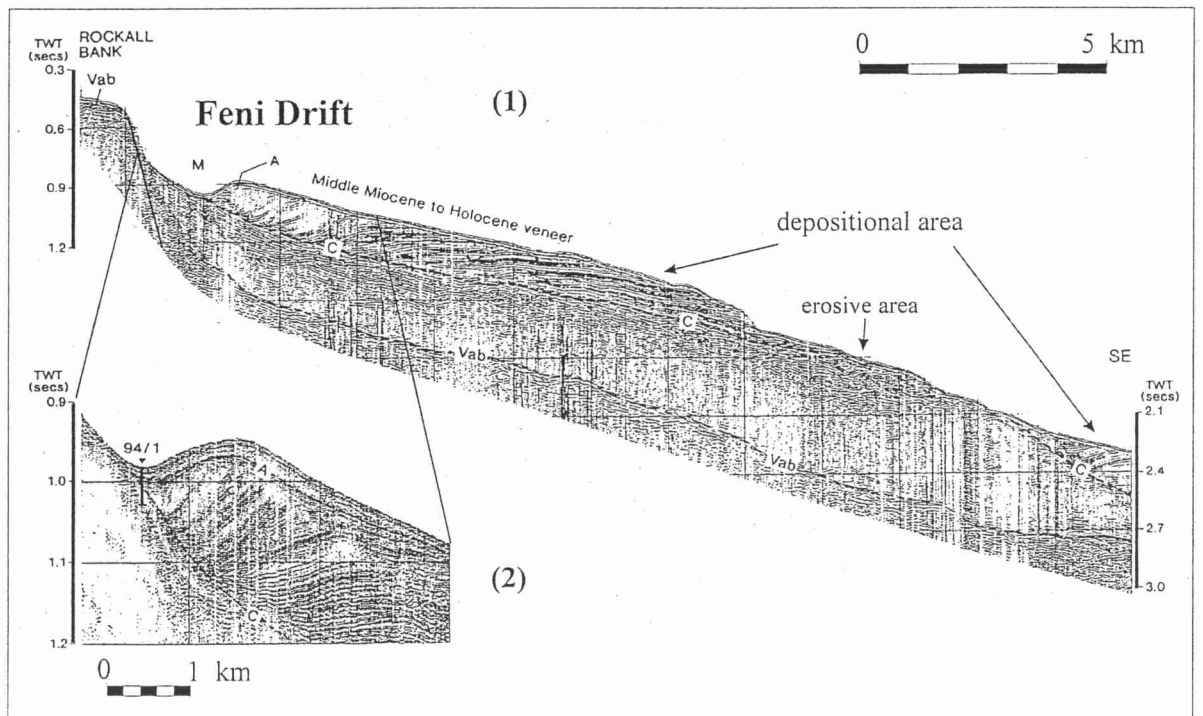 TWT
(secs)
ROCKALL
BANK
0.3
Vab
0.6
0.9
1.2
Feni Drift
(1)
0
5 km
M
A
Middle Miocene to Holocene veneer
depositional area
erosive area
C
C
C
Vab
Vab
SE
TWT
(secs)
2.1
2.4
2.7
3.0
TWT
(secs)
0.9
94/1
1.0
1.1
1.2
A
C
(2)
0
1 km